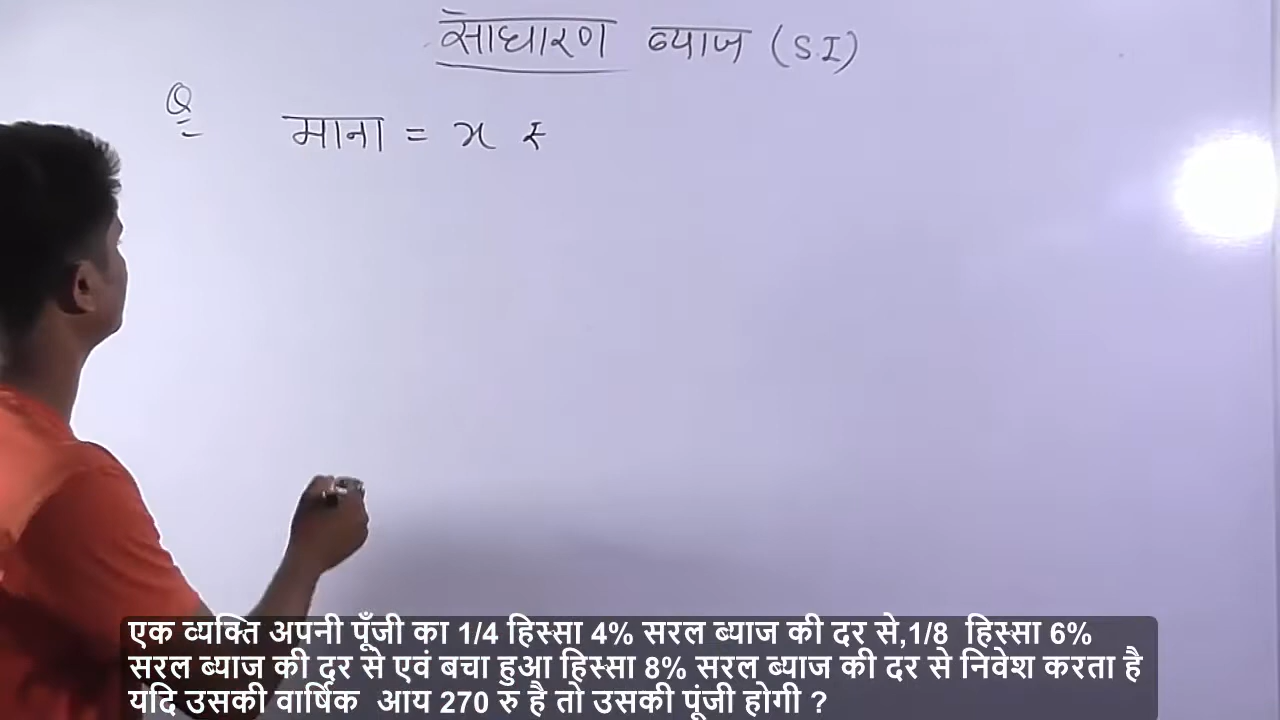 साधारण ब्याज (S.I)
Q
माना = x रु
एक व्यक्ति अपनी पूँजी का 1/4 हिस्सा 4% सरल ब्याज की दर से,1/8 हिस्सा 6%
सरल ब्याज की दर से एवं बचा हुआ हिस्सा 8% सरल ब्याज की दर से निवेश करता है
यदि उसकी वार्षिक आय 270 रु है तो उसकी पूंजी होगी ?